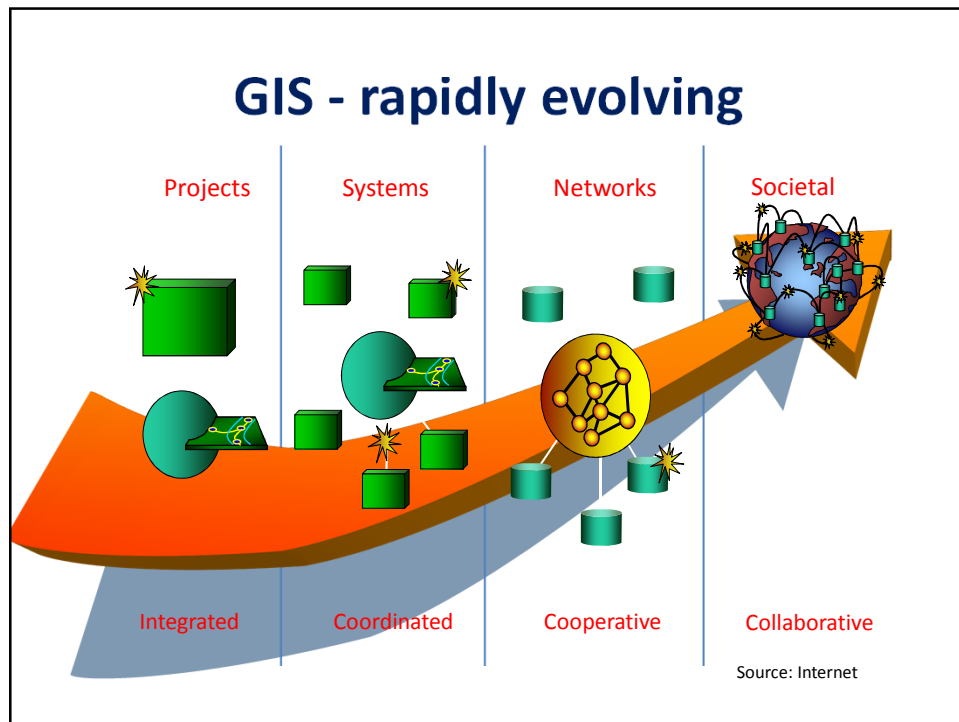 GIS - rapidly evolving
Projects Systems Networks Societal
Integrated Coordinated Cooperative Collaborative
Source: Internet